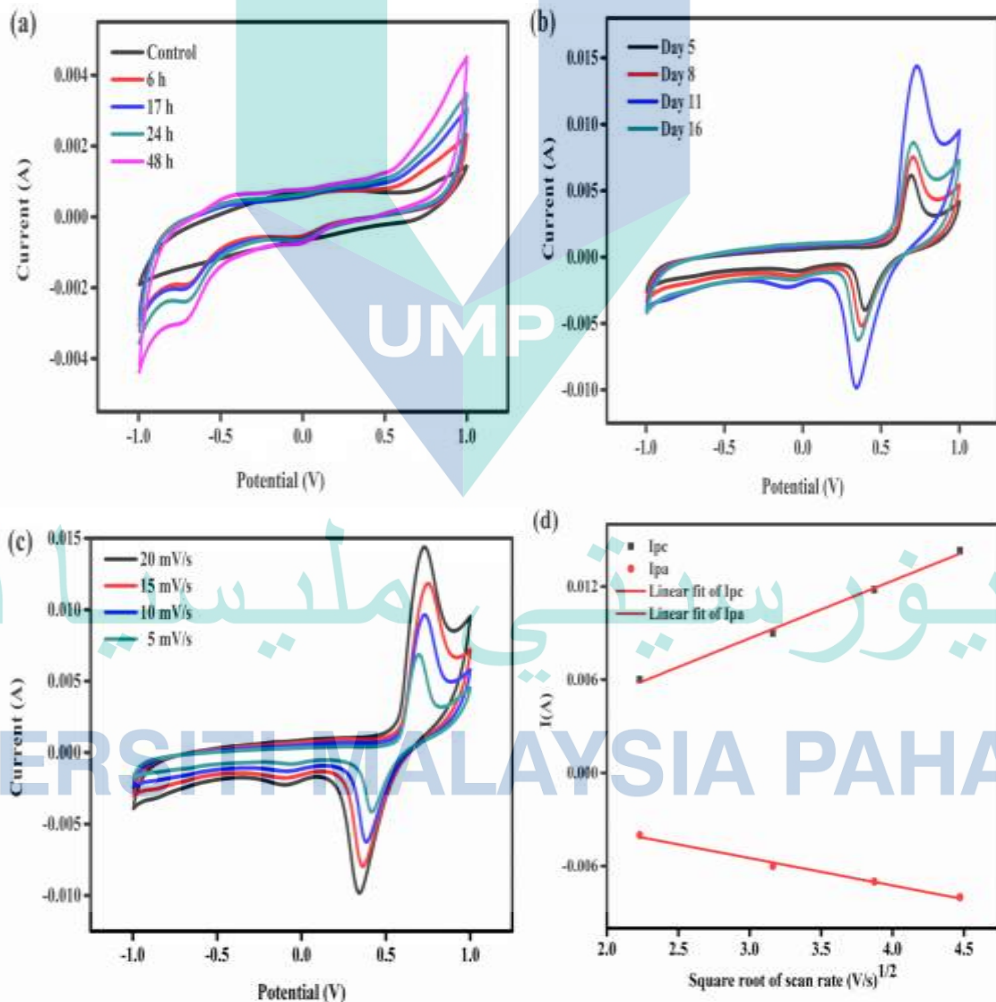 (a)
Control
6 h
17 h
24 h
48 h
0.004
0.002
0.000
-0.002
-0.004
Current (A)
-1.0 -0.5 0.0 0.5 1.0
Potential (V)
(b)
Day 5
Day 8
Day 11
Day 16
0.015
0.010
0.005
0.000
-0.005
-0.010
Current (A)
-1.0 -0.5 0.0 0.5 1.0
Potential (V)
UMP
(c)
20 mV/s
15 mV/s
10 mV/s
5 mV/s
0.015
0.010
0.005
0.000
-0.005
-0.010
Current (A)
-1.0 -0.5 0.0 0.5 1.0
Potential (V)
(d)
Ipc
Ipa
Linear fit of Ipc
Linear fit of Ipa
0.012
0.006
0.000
-0.006
I(A)
2.0 2.5 3.0 3.5 4.0 4.5
Square root of scan rate (V/s)1/2
مليسيا
ERSITI MALAYSIA PAHA